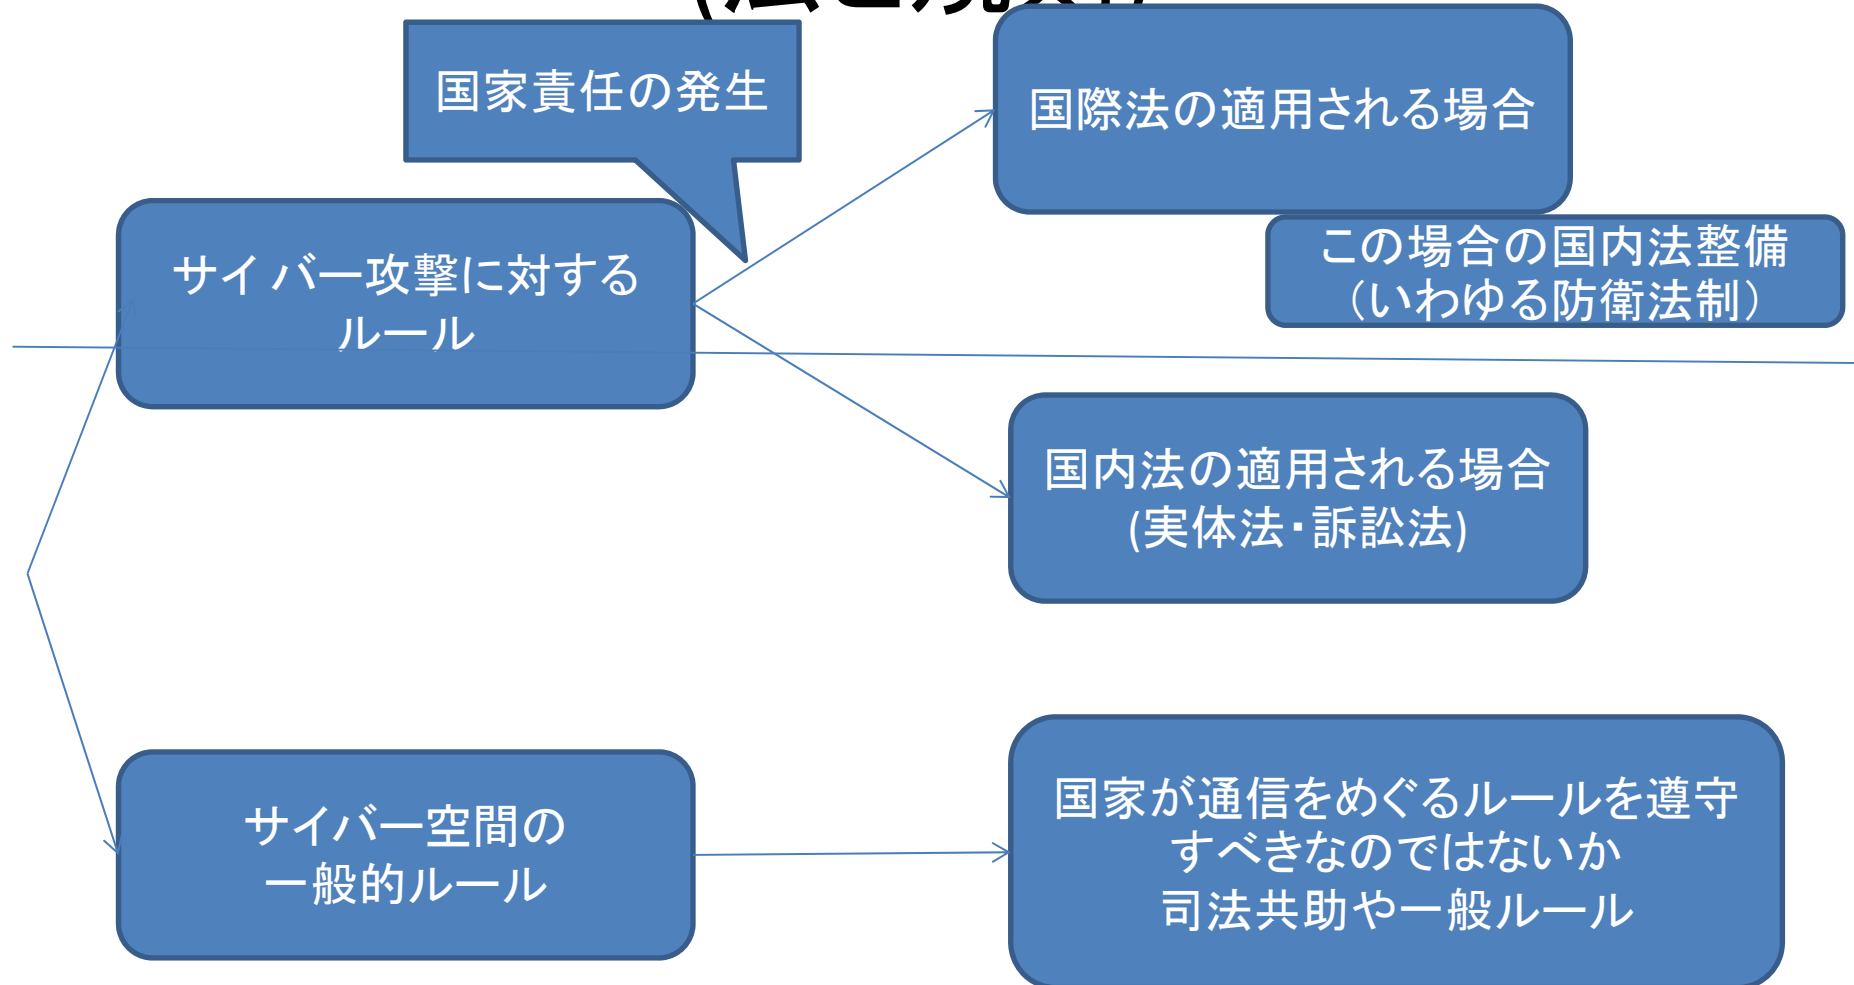 国家責任の発生
国際法の適用される場合
この場合の国内法整備
（いわゆる防衛法制）
サイバー攻撃に対する
ルール
国内法の適用される場合
(実体法・訴訟法)
サイバー空間の
一般的ルール
国家が通信をめぐるルールを遵守
すべきなのではないか
司法共助や一般ルール